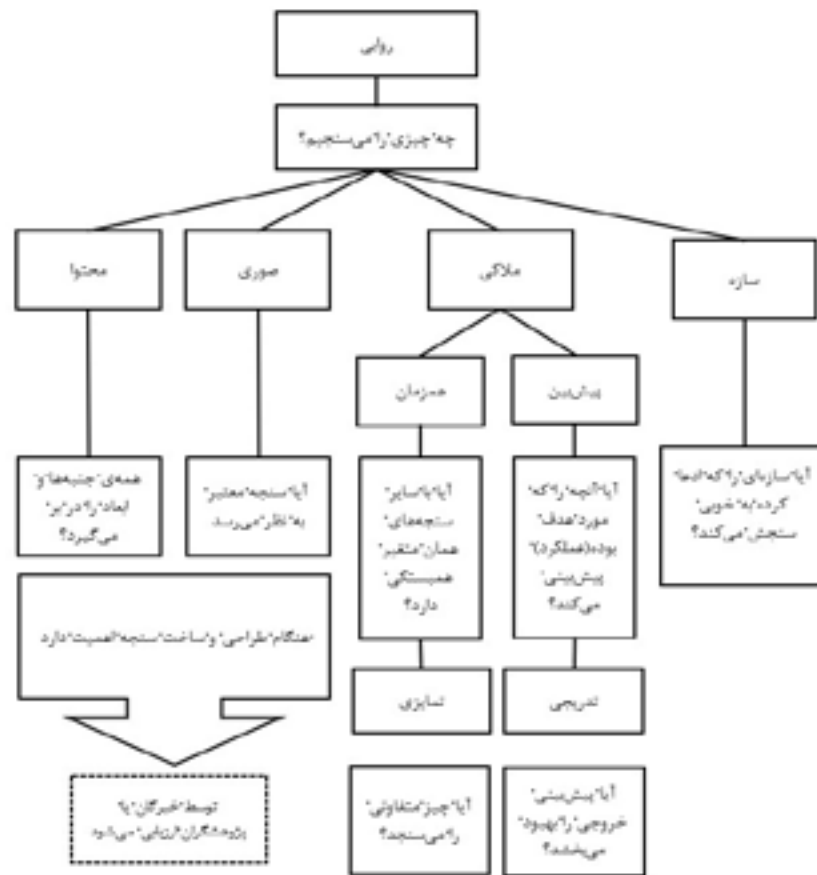 روایی
چه چیزی را می‌سنجیم؟
سازه
ملاکی
صوری
محتوا
پیش‌بین
همزمان
آیا سازه‌ای را که ادعا
کرده به خوبی
سنجش می‌کند؟
آیا آنچه را که
مورد هدف
بوده(عملکرد)
پیش‌بینی
می‌کند؟
آیا با سایر
سنجه‌های
همان متغیر
همبستگی
دارد؟
آیا سنجه معتبر
به نظر می‌رسد
همه‌ی جنبه‌ها و
ابعاد را در بر
می‌گیرد؟
هنگام طراحی و ساخت سنجه اهمیت دارد
تدریجی
تمایزی
آیا پیش‌بینی
خروجی را بهبود
می‌بخشد؟
آیا چیز متفاوتی
را می‌سنجد؟
توسط خبرگان یا
پژوهشگران ارزیابی می‌شود